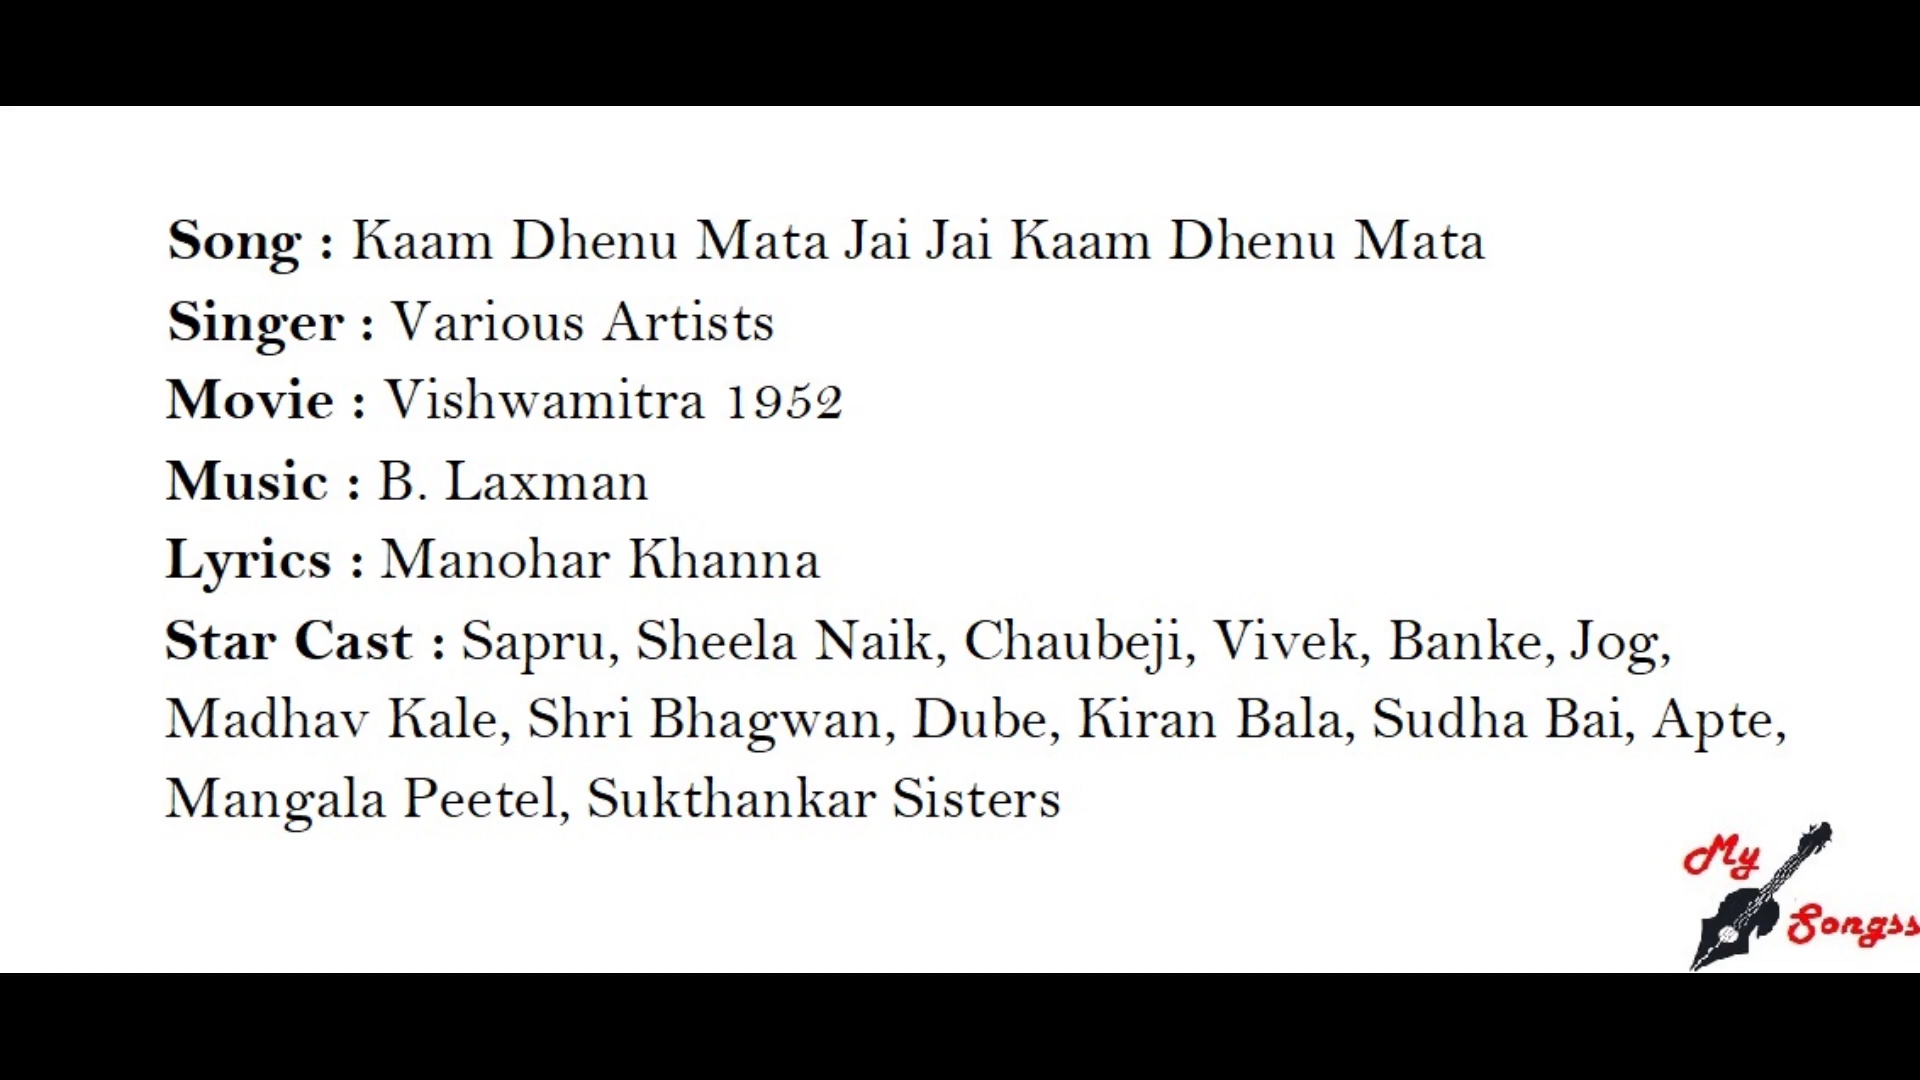 Song : Kaam Dhenu Mata Jai Jai Kaam Dhenu Mata
Singer : Various Artists
Movie : Vishwamitra 1952
Music : B. Laxman
Lyrics : Manohar Khanna
Star Cast : Sapru, Sheela Naik, Chaubeji, Vivek, Banke, Jog,
Madhav Kale, Shri Bhagwan, Dube, Kiran Bala, Sudha Bai, Apte,
Mangala Peetel, Sukthankar Sisters
My
Songss